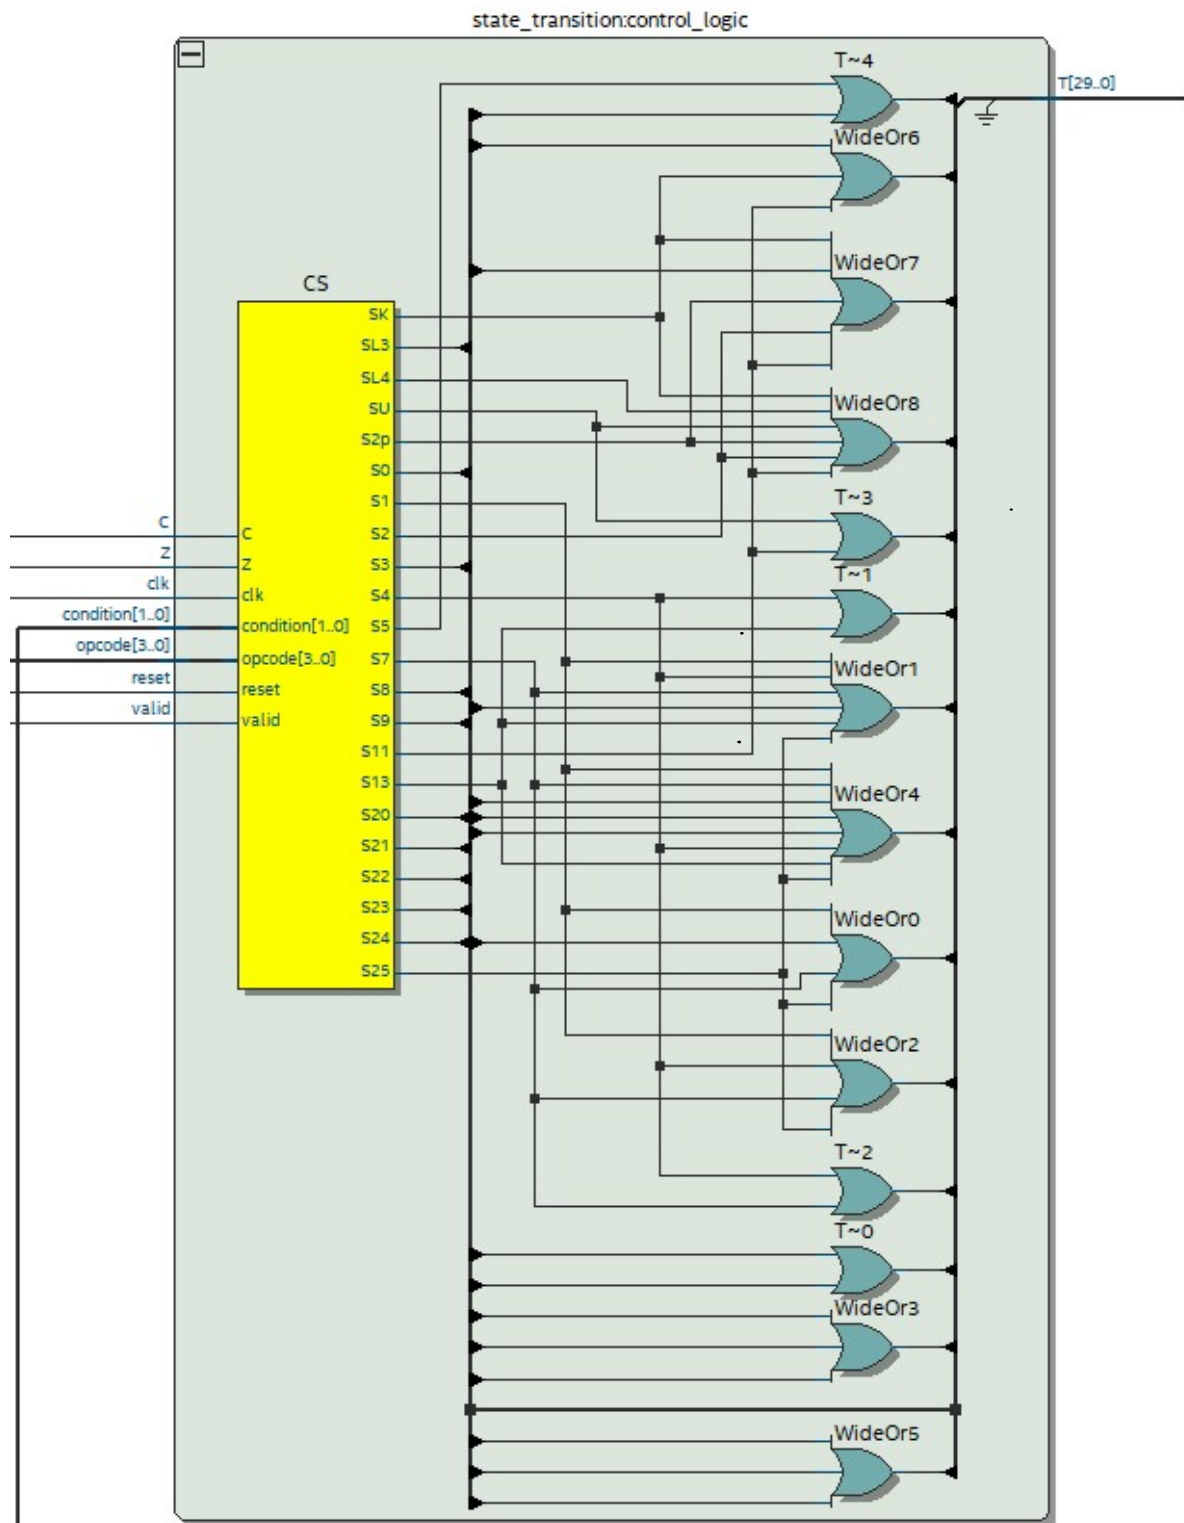 state_transition:control_logic
T~4
T[29..0]
WideOr6
WideOr7
CS
SK
SL3
SL4
SU
WideOr8
S2p
S0
S1
T~3
C
C
S2
Z
Z
S3
T~1
clk
clk
S4
condition[1..0]
condition[1..0]
S5
opcode[3..0]
opcode[3..0]
S7
WideOr1
reset
reset
S8
valid
valid
S9
S11
S13
WideOr4
S20
S21
S22
S23
WideOr0
S24
S25
WideOr2
T~2
T~0
WideOr3
WideOr5